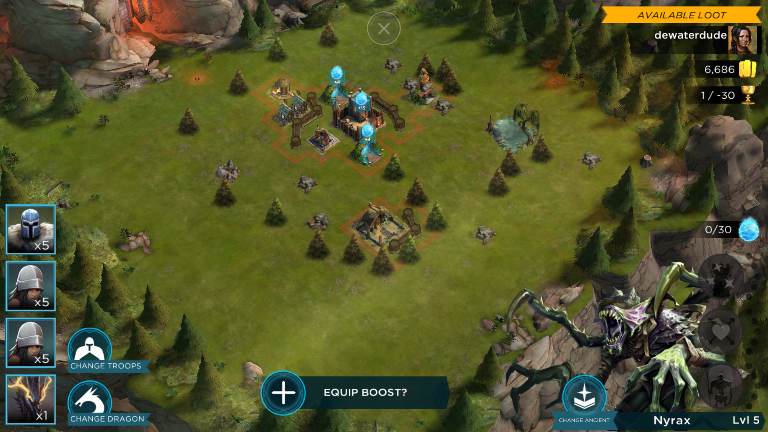 AVAILABLE LOOT
dewaterdude
6,686
1 / -30
0/30
x5
x5
x5
x1
CHANGE TROOPS
CHANGE DRAGON
EQUIP BOOST?
CHANGE ANCIENT
Nyrax Lvl 5